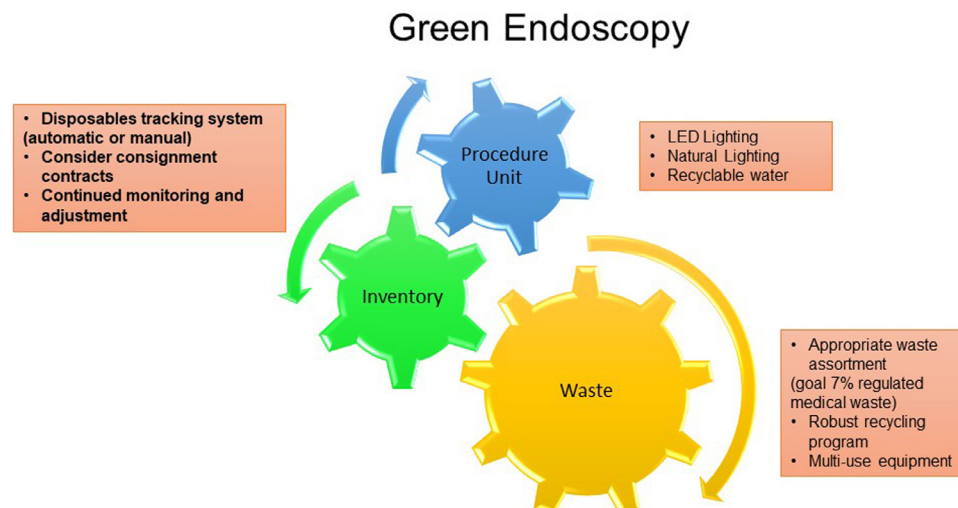 Green Endoscopy
• Disposables tracking system
(automatic or manual)
• Consider consignment
contracts
• Continued monitoring and
adjustment
Procedure
Unit
• LED Lighting
• Natural Lighting
• Recyclable water
Inventory
Waste
• Appropriate waste
assortment
(goal 7% regulated
medical waste)
• Robust recycling
program
• Multi-use equipment